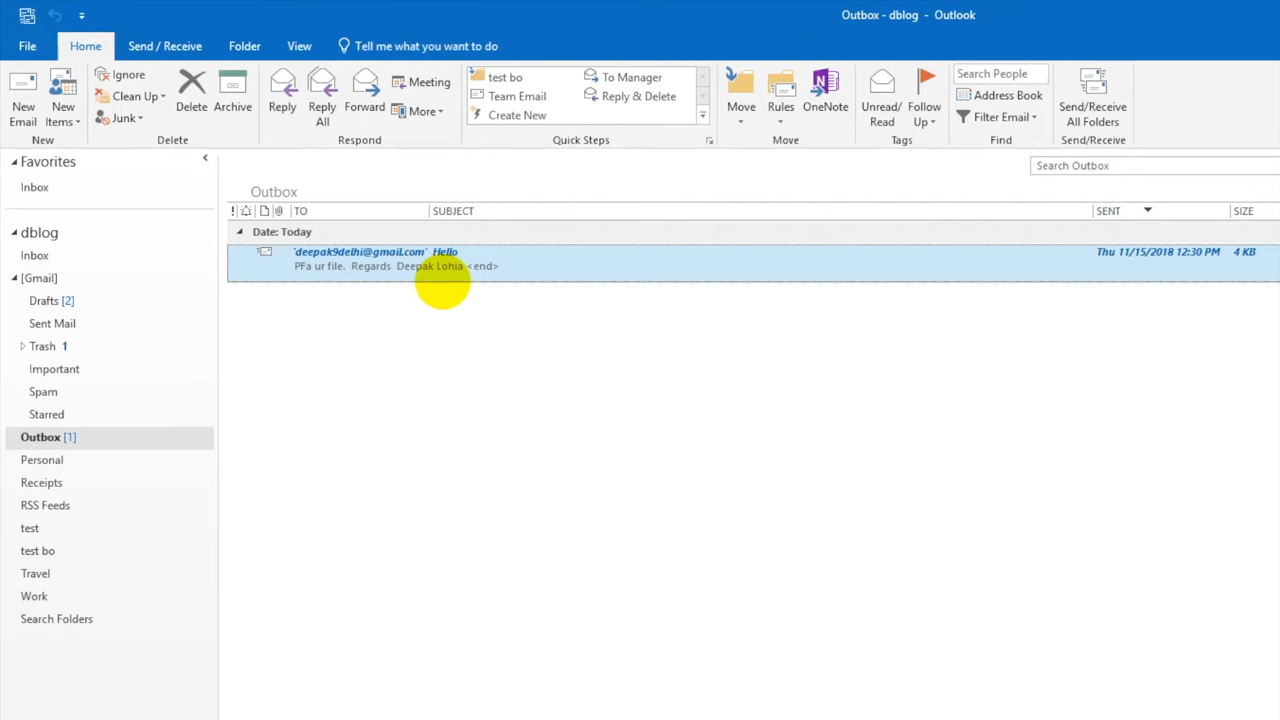 Outbox - dblog - Outlook
File Home Send / Receive Folder View Tell me what you want to do
New Email
New Items
Ignore
Clean Up
Junk
Delete
Archive
Delete
Reply
Reply All
Forward
Meeting
More
Respond
test bo
Team Email
Create New
To Manager
Reply & Delete
Quick Steps
Move
Rules
OneNote
Move
Unread/ Read
Follow Up
Tags
Search People
Address Book
Filter Email
Find
Send/Receive All Folders
Send/Receive
New
Favorites
Inbox
dblog
Inbox
[Gmail]
Drafts [2]
Sent Mail
Trash 1
Important
Spam
Starred
Outbox [1]
Personal
Receipts
RSS Feeds
test
test bo
Travel
Work
Search Folders
Search Outbox
Outbox
! TO SUBJECT SENT SIZE
Date: Today
'deepak9delhi@gmail.com' Hello Thu 11/15/2018 12:30 PM 4 KB
PFa ur file. Regards Deepak Lohia <end>